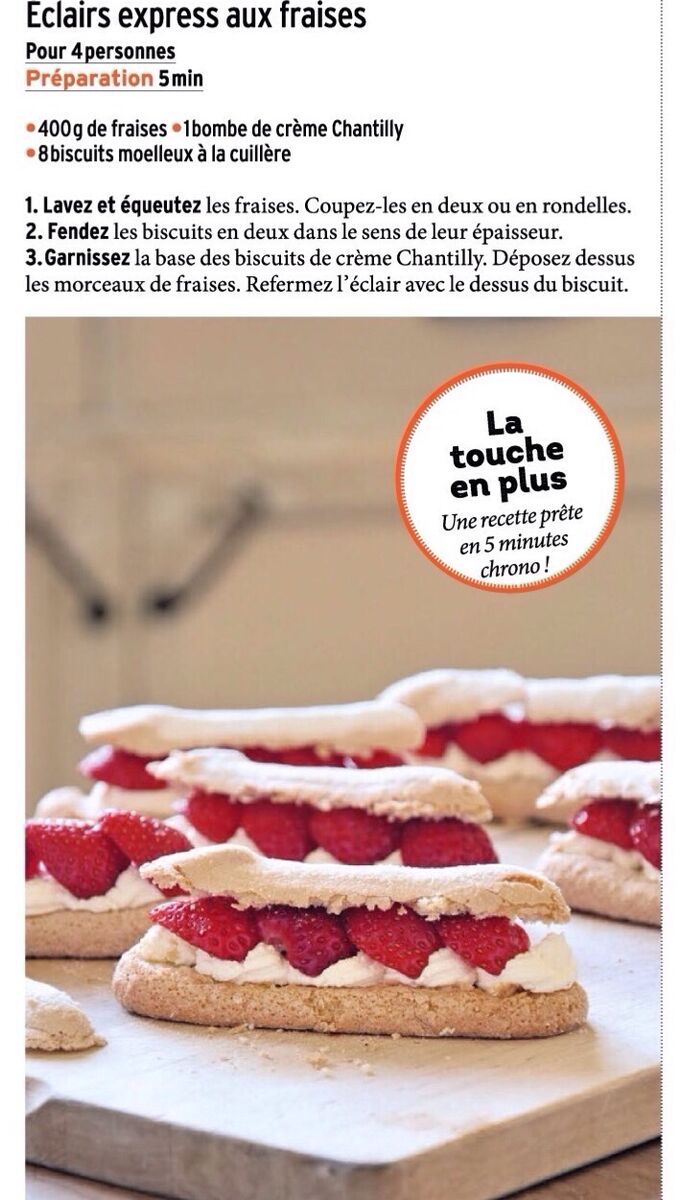 Éclairs express aux fraises
Pour 4 personnes
Préparation 5 min
•400 g de fraises •1 bombe de crème Chantilly
•8 biscuits moelleux à la cuillère
1. Lavez et équeutez les fraises. Coupez-les en deux ou en rondelles.
2. Fendez les biscuits en deux dans le sens de leur épaisseur.
3. Garnissez la base des biscuits de crème Chantilly. Déposez dessus
les morceaux de fraises. Refermez l'éclair avec le dessus du biscuit.
La
touche
en plus
Une recette prête
en 5 minutes
chrono !